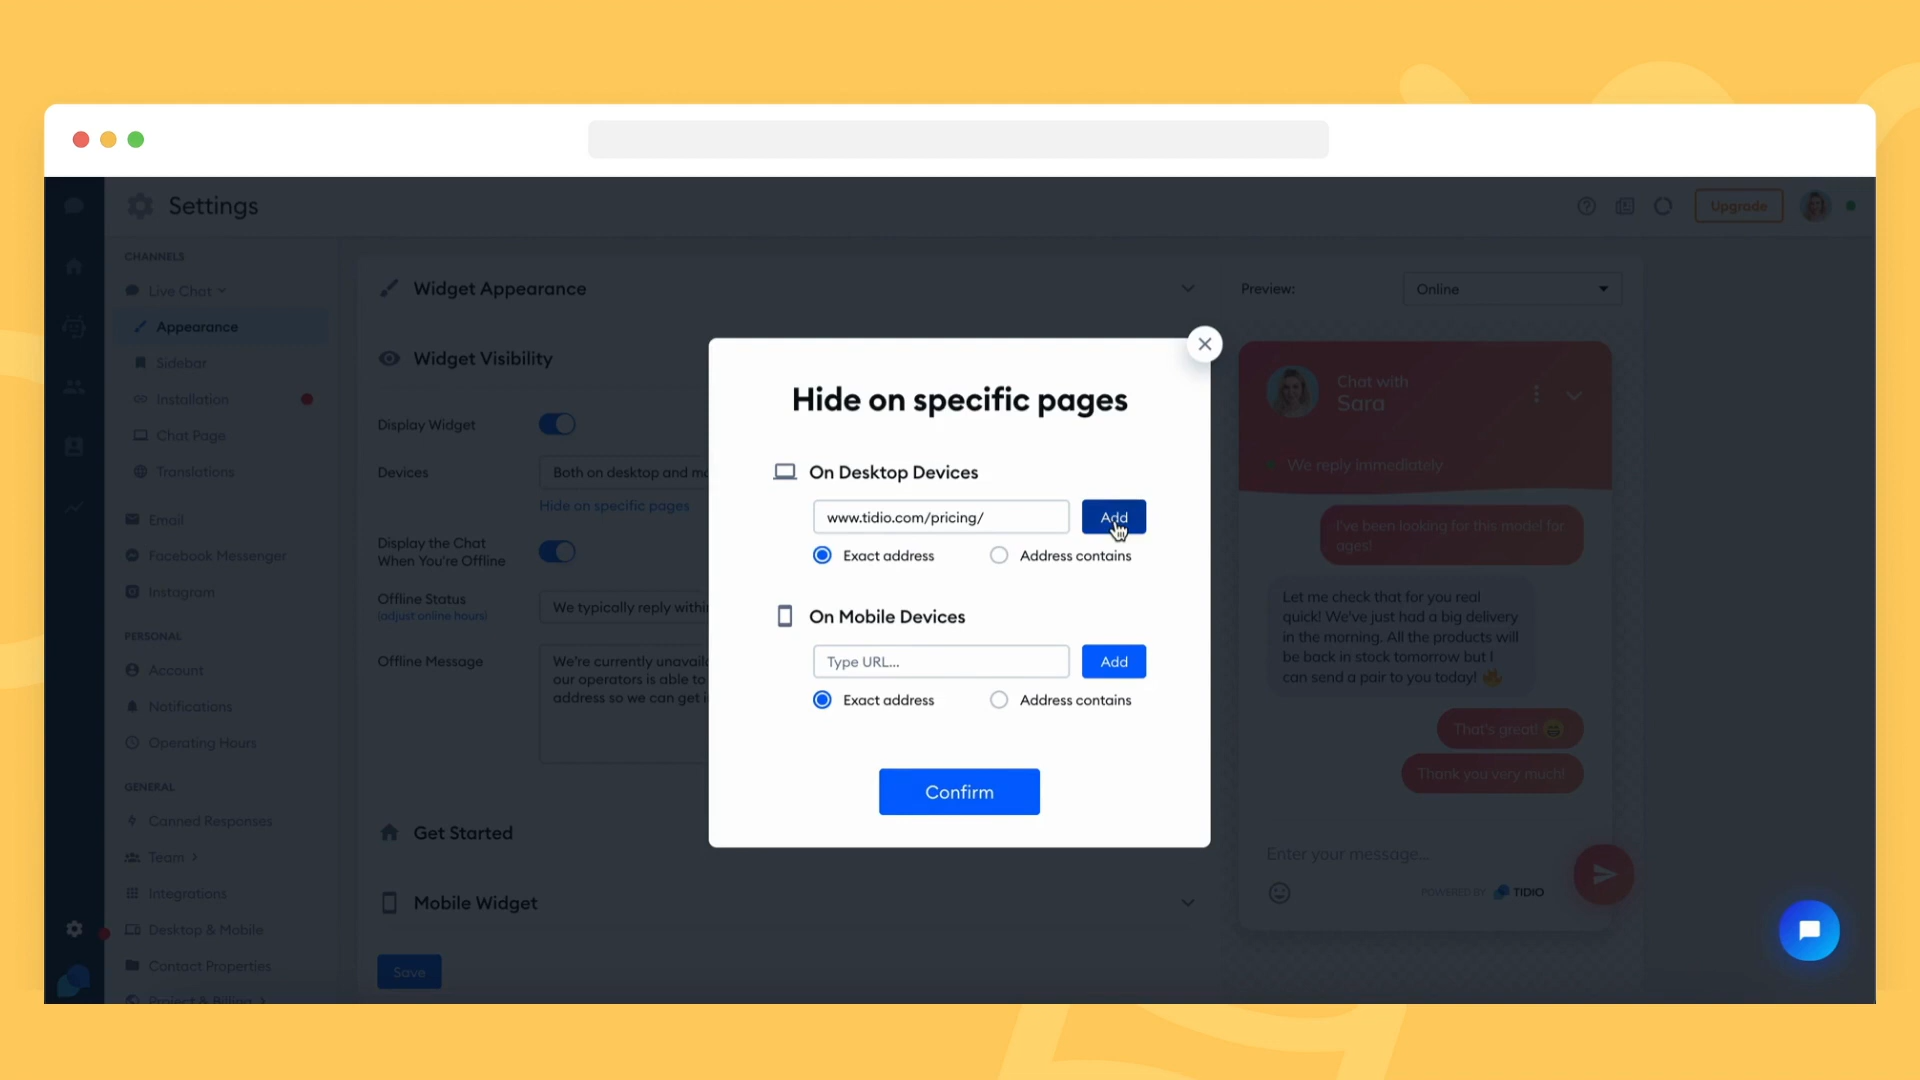 Settings
Upgrade
CHANNELS
Live Chat
Appearance
Sidebar
Installation
Chat Page
Translations
Email
Facebook Messenger
Instagram
PERSONAL
Account
Notifications
Operating Hours
GENERAL
Canned Responses
Team
Integrations
Desktop & Mobile
Contact Properties
Project & Billing
Widget Appearance
Widget Visibility
Display Widget
Devices
Both on desktop and mo
Hide on specific pages
Display the Chat
When You're Offline
Offline Status
(adjust online hours)
We typically reply within
Offline Message
We're currently unavail
our operators is able to
address so we can get
Get Started
Mobile Widget
Save
Hide on specific pages
On Desktop Devices
www.tidio.com/pricing/
Add
Exact address
Address contains
On Mobile Devices
Type URL...
Add
Exact address
Address contains
Confirm
Preview:
Online
Chat with
Sara
We reply immediately
I've been looking for this model for
ages!
Let me check that for you real
quick! We've just had a big delivery
in the morning. All the products will
be back in stock tomorrow but I
can send a pair to you today! 🔥
That's great! 😄
Thank you very much!
Enter your message...
POWERED BY TIDIO